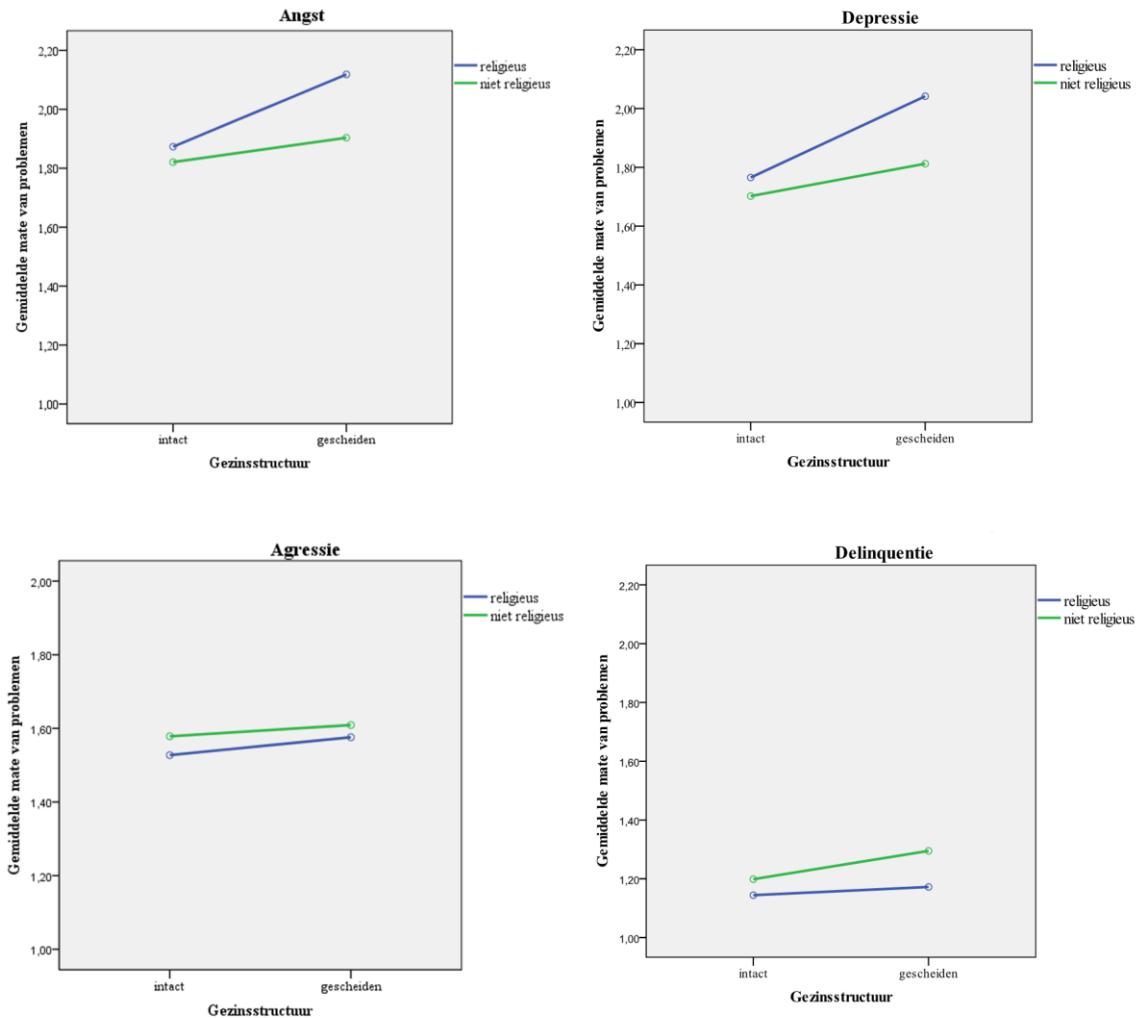 Angst
Gemiddelde mate van problemen
2,20
2,00
1,80
1,60
1,40
1,20
1,00
intact
gescheiden
Gezinsstructuur
religieus
niet religieus
Depressie
Gemiddelde mate van problemen
2,20
2,00
1,80
1,60
1,40
1,20
1,00
intact
gescheiden
Gezinsstructuur
religieus
niet religieus
Agressie
Gemiddelde mate van problemen
2,00
1,80
1,60
1,40
1,20
1,00
intact
gescheiden
Gezinsstructuur
religieus
niet religieus
Delinquentie
Gemiddelde mate van problemen
2,20
2,00
1,80
1,60
1,40
1,20
1,00
intact
gescheiden
Gezinsstructuur
religieus
niet religieus